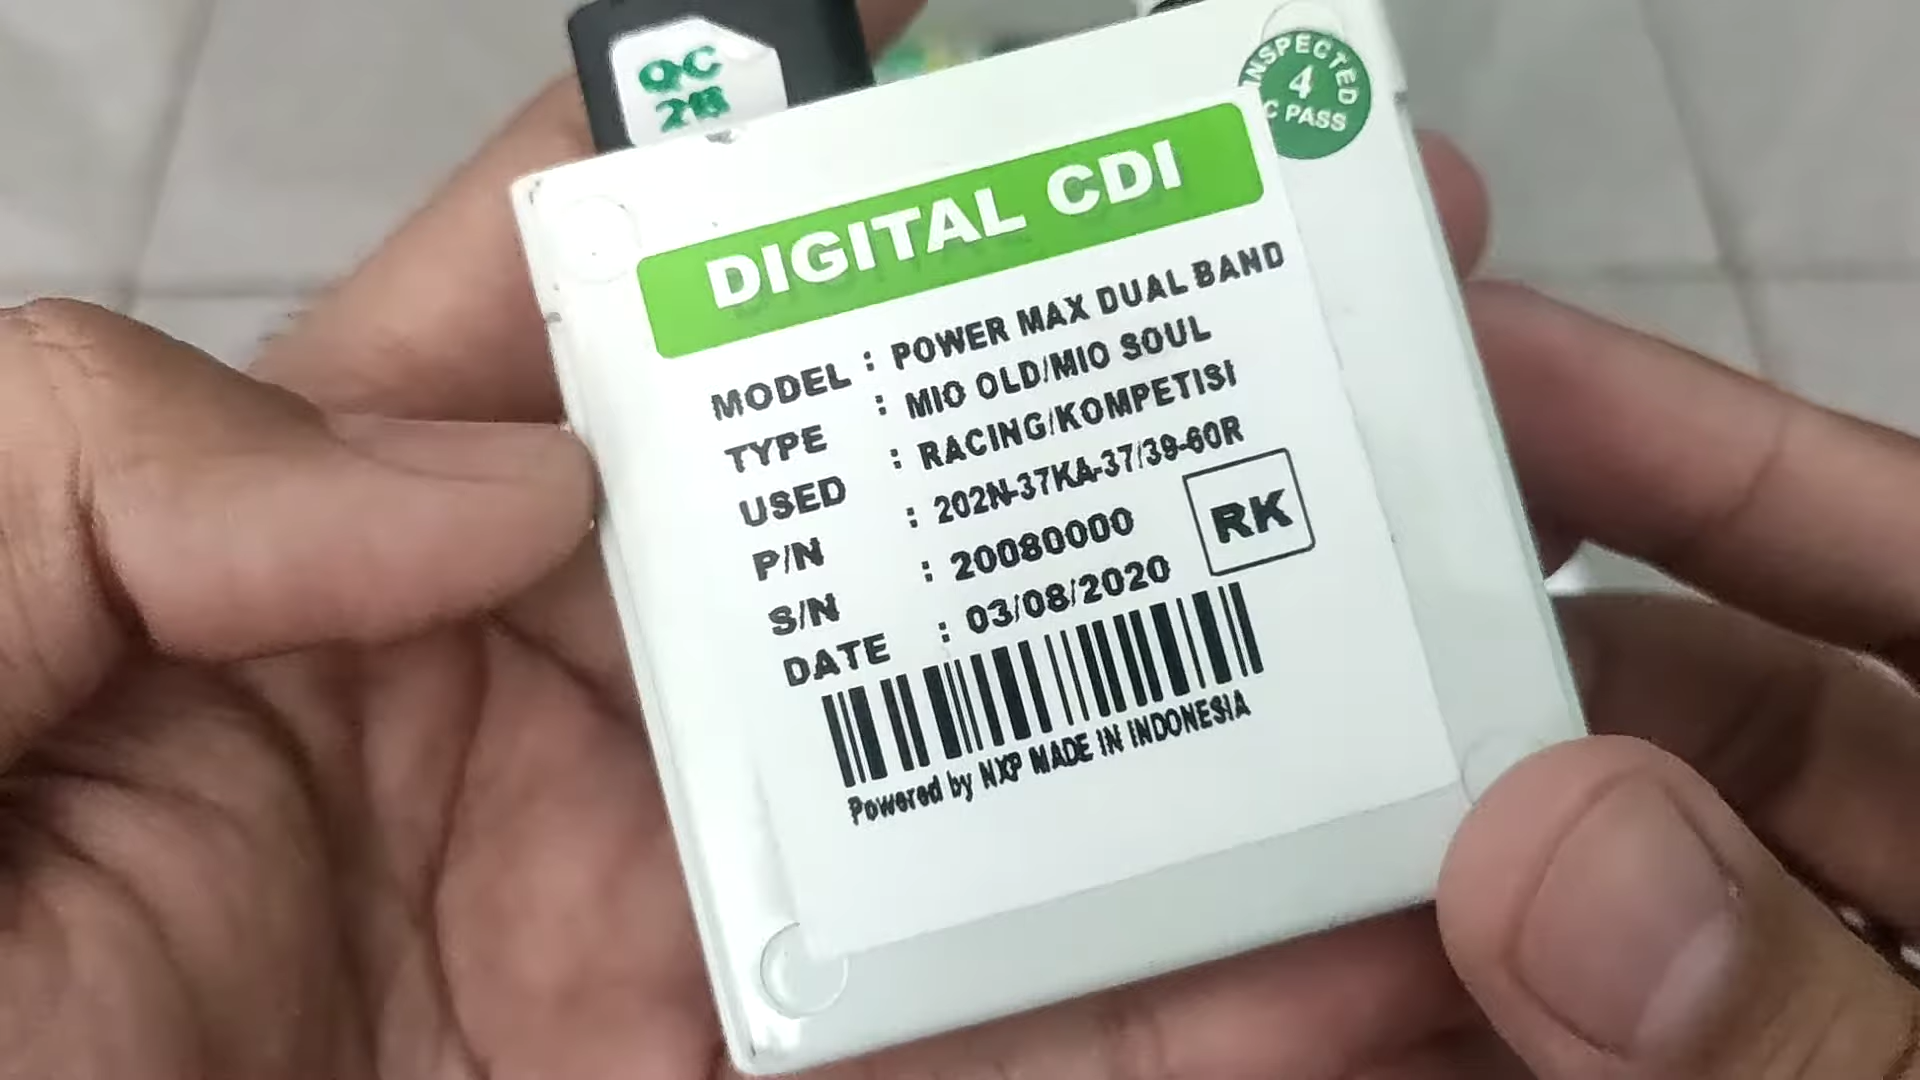 QC
2B
INSPECTED
4
C PASS
DIGITAL CDI
MODEL : POWER MAX DUAL BAND
TYPE : MIO OLD/MIO SOUL
USED : RACING/KOMPETISI
P/N : 202N-37KA-37/39-60R
S/N : 20080000
DATE : 03/08/2020
RK
Powered by NXP MADE IN INDONESIA